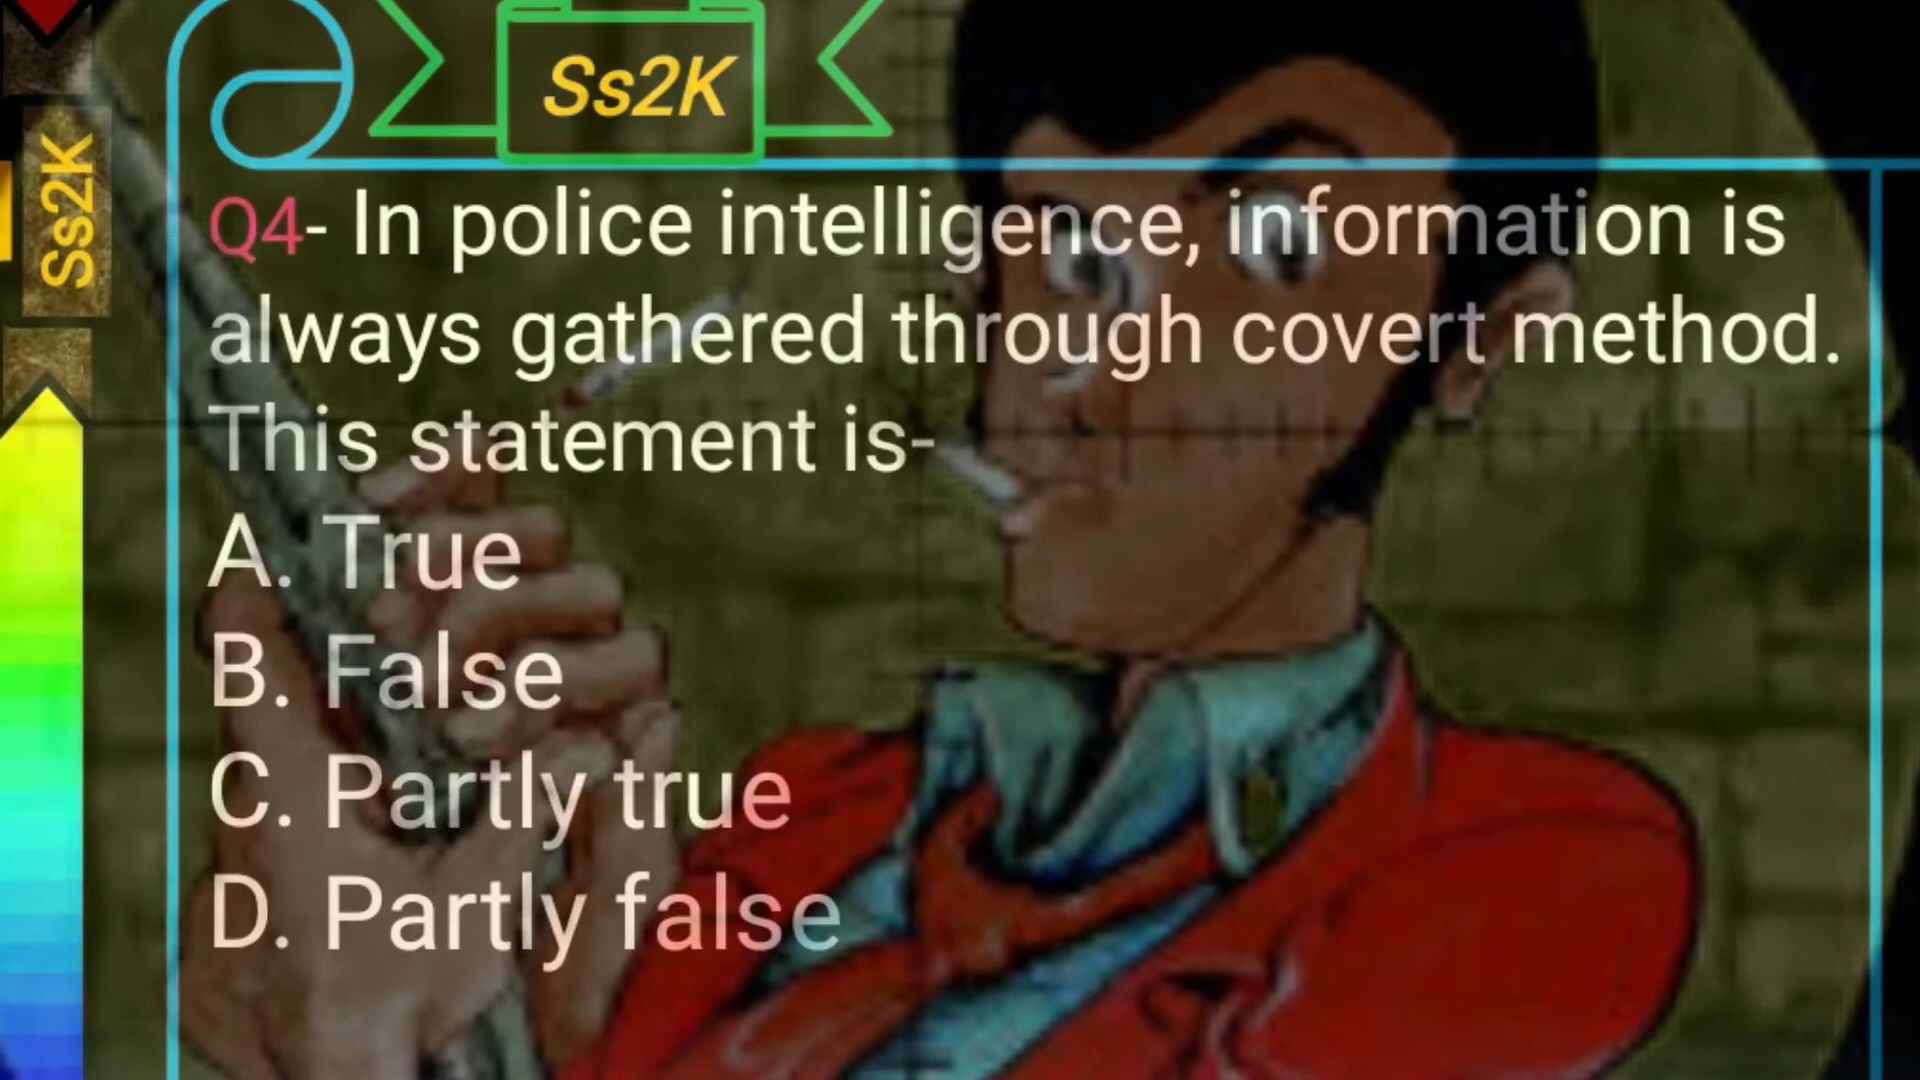 Ss2K
Ss2K
Q4- In police intelligence, information is
always gathered through covert method.
This statement is-
A. True
B. False
C. Partly true
D. Partly false